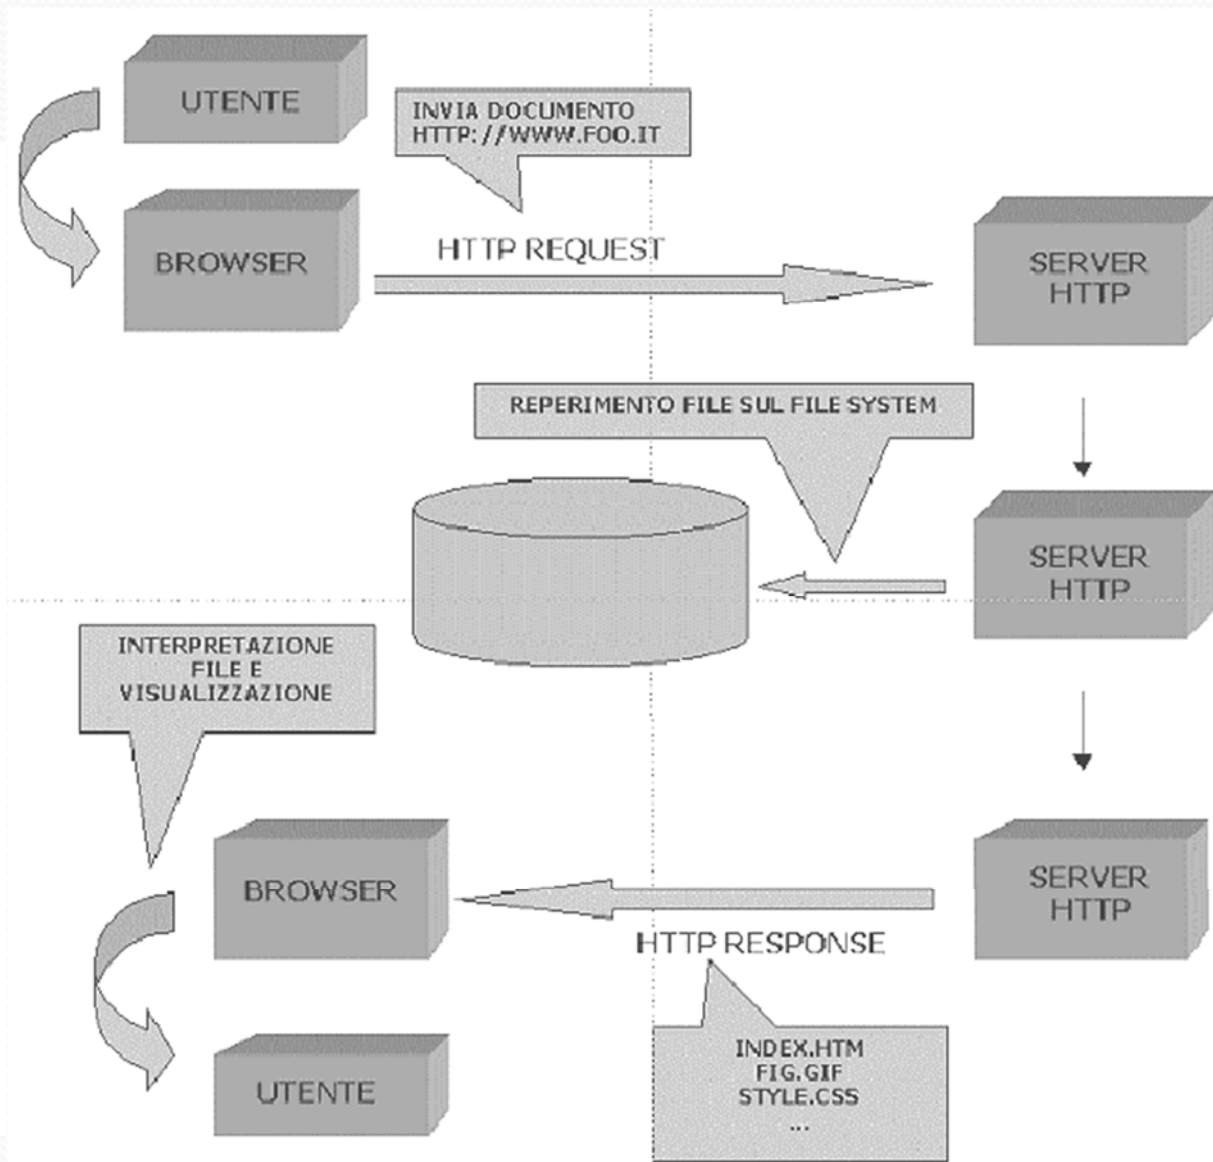 UTENTE
INVIA DOCUMENTO
HTTP://WWW.FOO.IT
BROWSER
HTTP REQUEST
SERVER
HTTP
REPERIMENTO FILE SUL FILE SYSTEM
SERVER
HTTP
INTERPRETAZIONE
FILE E
VISUALIZZAZIONE
BROWSER
SERVER
HTTP
HTTP RESPONSE
INDEX.HTM
FIG.GIF
STYLE.CSS
...
UTENTE